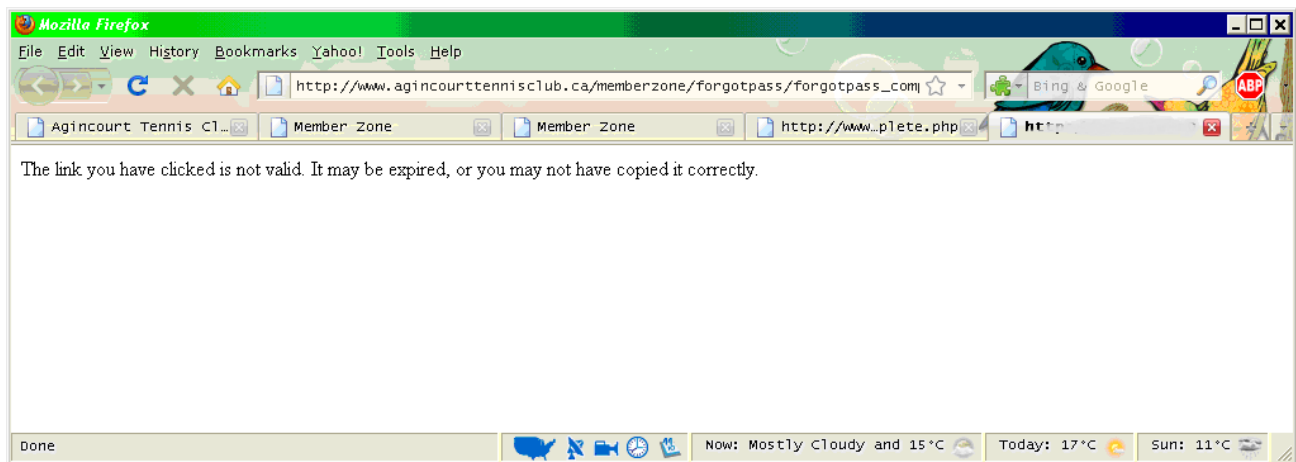 Mozilla Firefox
File Edit View History Bookmarks Yahoo! Tools Help
http://www.agincourttennisclub.ca/memberzone/forgotpass/forgotpass_com Bing & Google ABP
Agincourt Tennis Cl… Member Zone Member Zone http://www…plete.php http
The link you have clicked is not valid. It may be expired, or you may not have copied it correctly.
Done Now: Mostly Cloudy and 15°C Today: 17°C Sun: 11°C